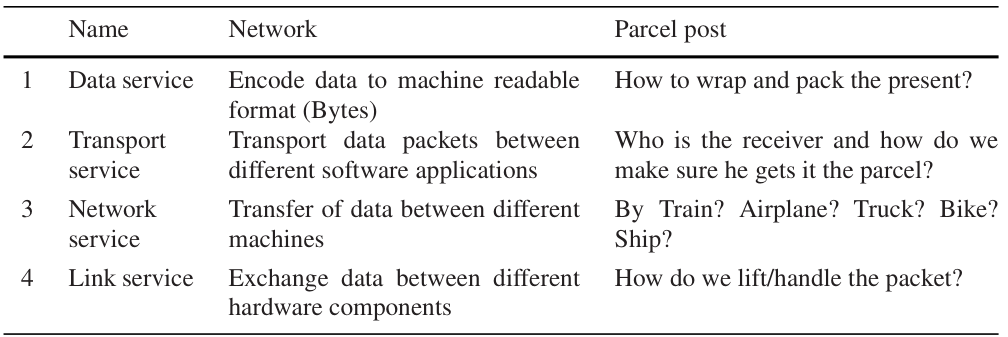 Name Network Parcel post
1 Data service Encode data to machine readable How to wrap and pack the present?
format (Bytes)
2 Transport Transport data packets between Who is the receiver and how do we
service different software applications make sure he gets it the parcel?
3 Network Transfer of data between different By Train? Airplane? Truck? Bike?
service machines Ship?
4 Link service Exchange data between different How do we lift/handle the packet?
hardware components